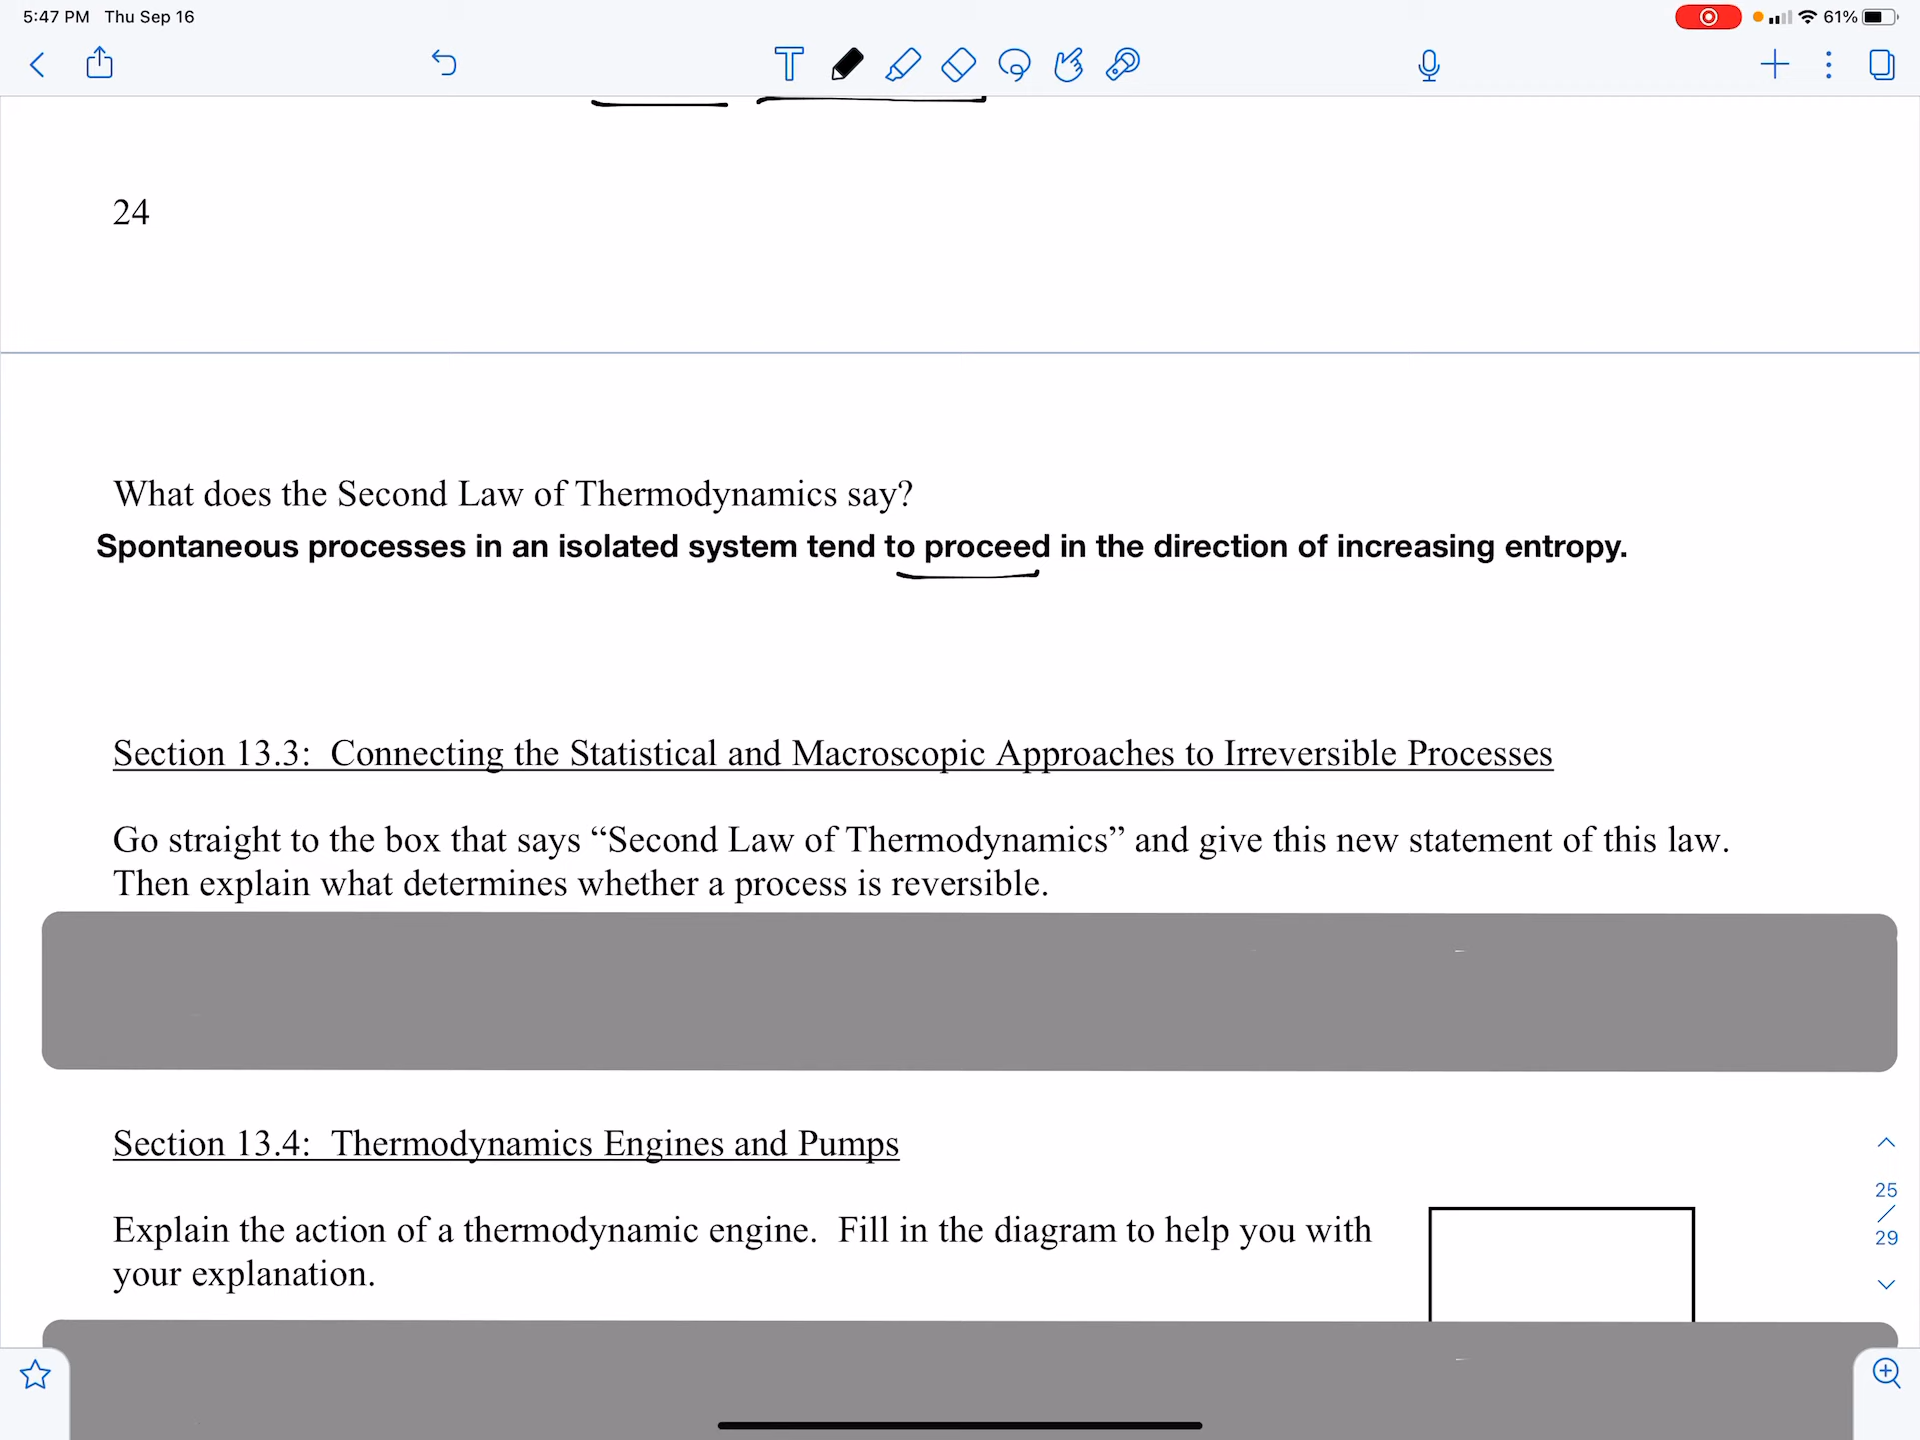 5:47 PM Thu Sep 16
61%
24
What does the Second Law of Thermodynamics say?
Spontaneous processes in an isolated system tend to proceed in the direction of increasing entropy.
Section 13.3: Connecting the Statistical and Macroscopic Approaches to Irreversible Processes
Go straight to the box that says “Second Law of Thermodynamics” and give this new statement of this law.
Then explain what determines whether a process is reversible.
Section 13.4: Thermodynamics Engines and Pumps
Explain the action of a thermodynamic engine. Fill in the diagram to help you with
your explanation.
25
/
29